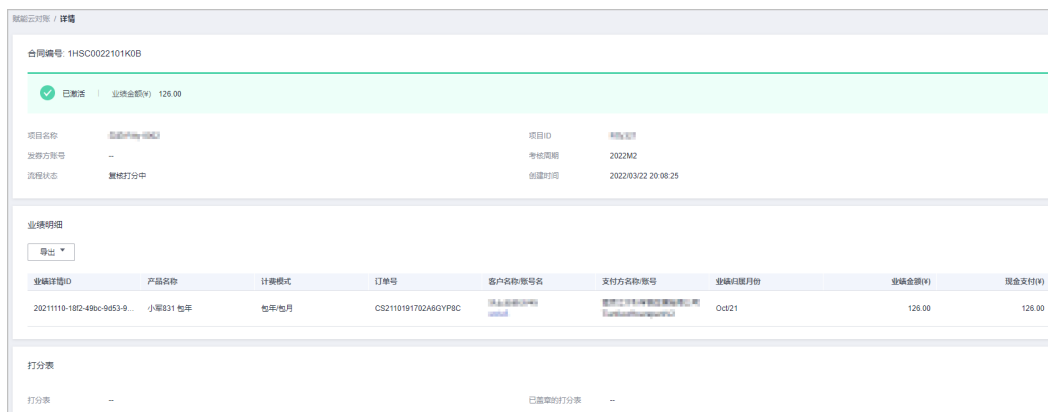 赋能云对账 / 详情
合同编号: 1HSC0022101K0B
已激活 业绩金额(¥) 126.00
项目名称 项目ID
发券方账号 -- 考核周期 2022M2
流程状态 复核打分中 创建时间 2022/03/22 20:08:25
业绩明细
导出
业绩详情ID 产品名称 计费模式 订单号 客户名称/账号名 支付方名称/账号 业绩归属月份 业绩金额(¥) 现金支付(¥)
20211110-18f2-49bc-9d53-9... 小军831 包年 包年/包月 CS2110191702A6GYP8C Oct/21 126.00 126.00
打分表
打分表 -- 已盖章的打分表 --